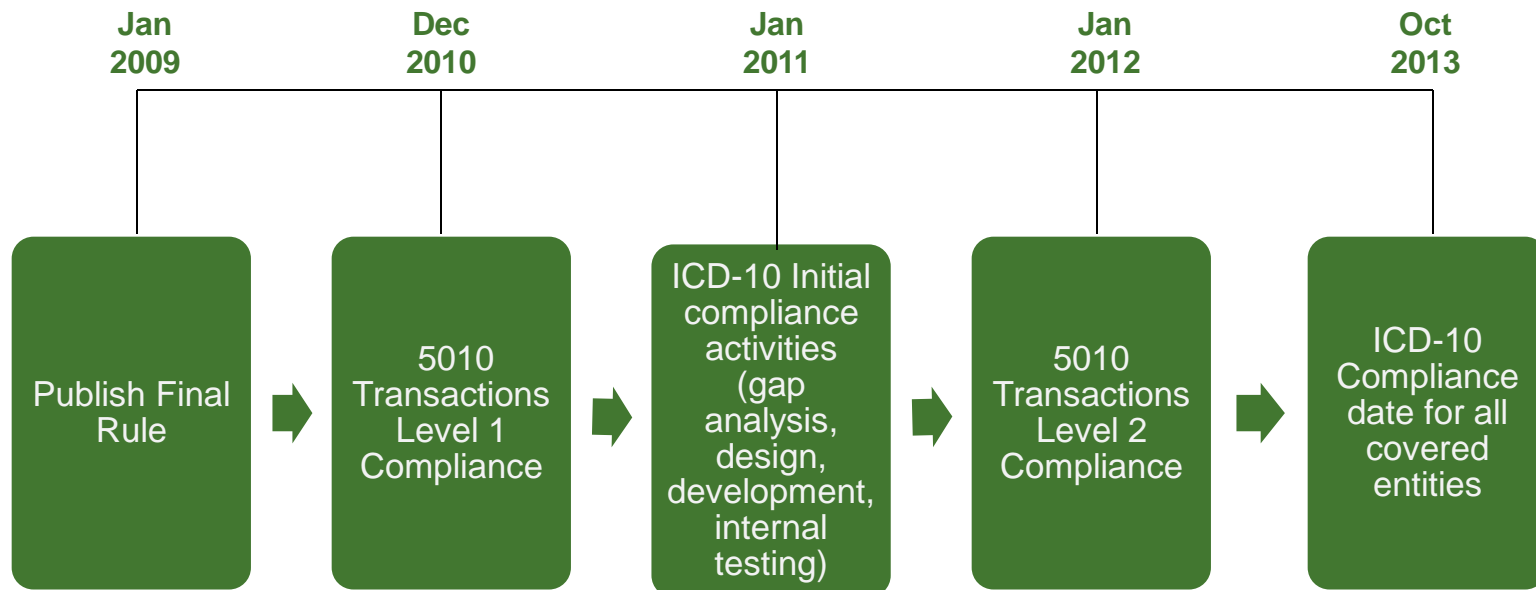 Jan
2009
Dec
2010
Jan
2011
Jan
2012
Oct
2013
Publish Final
Rule
5010
Transactions
Level 1
Compliance
ICD-10 Initial
compliance
activities
(gap
analysis,
design,
development,
internal
testing)
5010
Transactions
Level 2
Compliance
ICD-10
Compliance
date for all
covered
entities